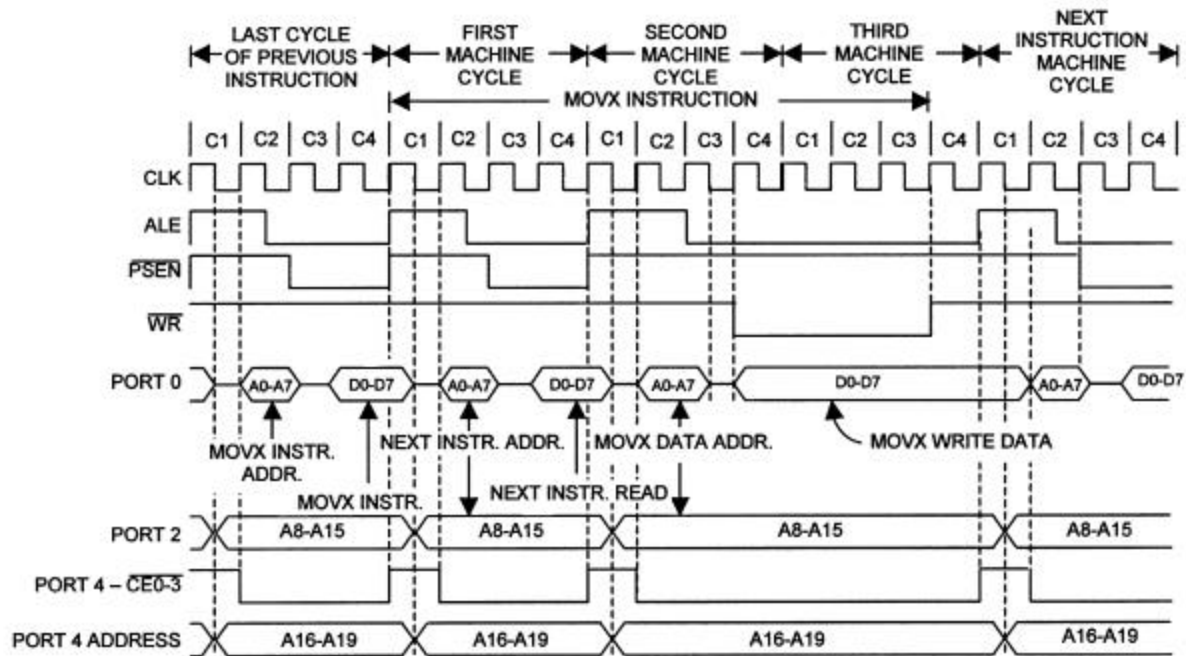 LAST CYCLE
OF PREVIOUS
INSTRUCTION
FIRST
MACHINE
CYCLE
SECOND
MACHINE
CYCLE
THIRD
MACHINE
CYCLE
NEXT
INSTRUCTION
MACHINE
CYCLE
MOVX INSTRUCTION
C1 C2 C3 C4 C1 C2 C3 C4 C1 C2 C3 C4 C1 C2 C3 C4 C1 C2 C3 C4
CLK
ALE
PSEN
WR
PORT 0 A0-A7 D0-D7 A0-A7 D0-D7 A0-A7 D0-D7 A0-A7 D0-D7
MOVX INSTR.
ADDR.
NEXT INSTR. ADDR.
MOVX DATA ADDR.
MOVX WRITE DATA
MOVX INSTR.
NEXT INSTR. READ
PORT 2 A8-A15 A8-A15 A8-A15 A8-A15
PORT 4 – CE0-3
PORT 4 ADDRESS A16-A19 A16-A19 A16-A19 A16-A19